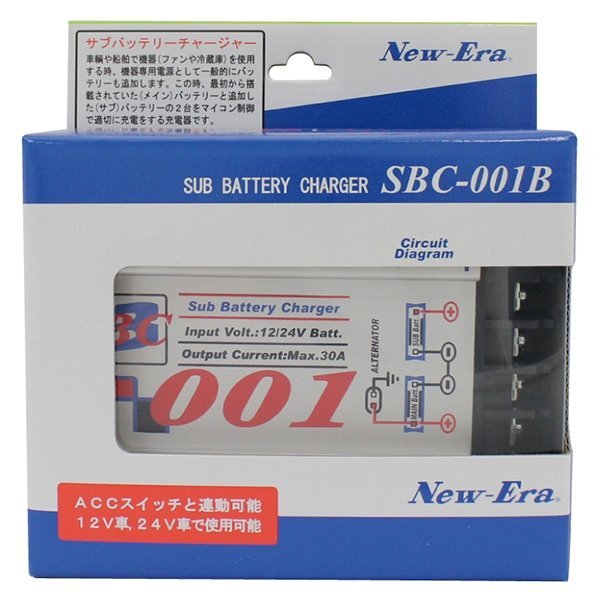 サブバッテリーチャージャー
車輌や船舶で機器(ファンや冷蔵庫)を使用
する時、機器専用電源として一般的にバッ
テリーも追加します。この時、最初から搭
載されていた(メイン)バッテリーと追加し
た(サブ)バッテリーの2台をマイコン制御
で適切に充電をする充電器です。
New-Era
SUB BATTERY CHARGER SBC-001B
Circuit
Diagram
Sub Battery Charger
Input Volt.:12/24V Batt.
Output Current:Max.30A
BC
001
ALTERNATOR
SUB Batt.
MAIN Batt.
ACCスイッチと連動可能
12V車,24V車で使用可能
New-Era